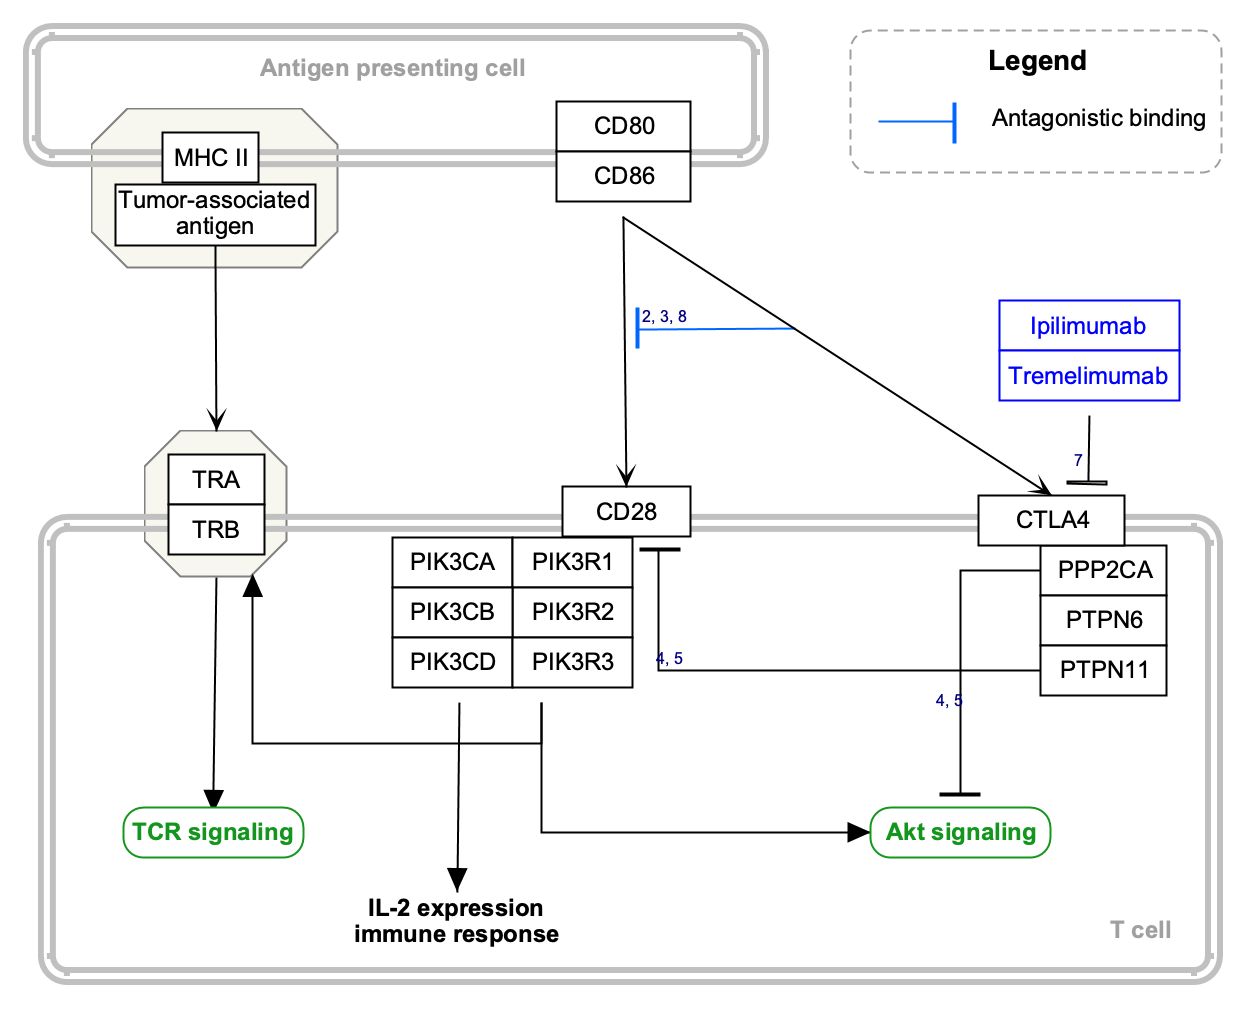 Antigen presenting cell
Legend
Antagonistic binding
CD80
CD86
MHC II
Tumor-associated
antigen
2, 3, 8
Ipilimumab
Tremelimumab
7
TRA
TRB
CD28
CTLA4
PIK3CA
PIK3R1
PIK3CB
PIK3R2
PIK3CD
PIK3R3
PPP2CA
PTPN6
PTPN11
4, 5
4, 5
TCR signaling
Akt signaling
IL-2 expression
immune response
T cell